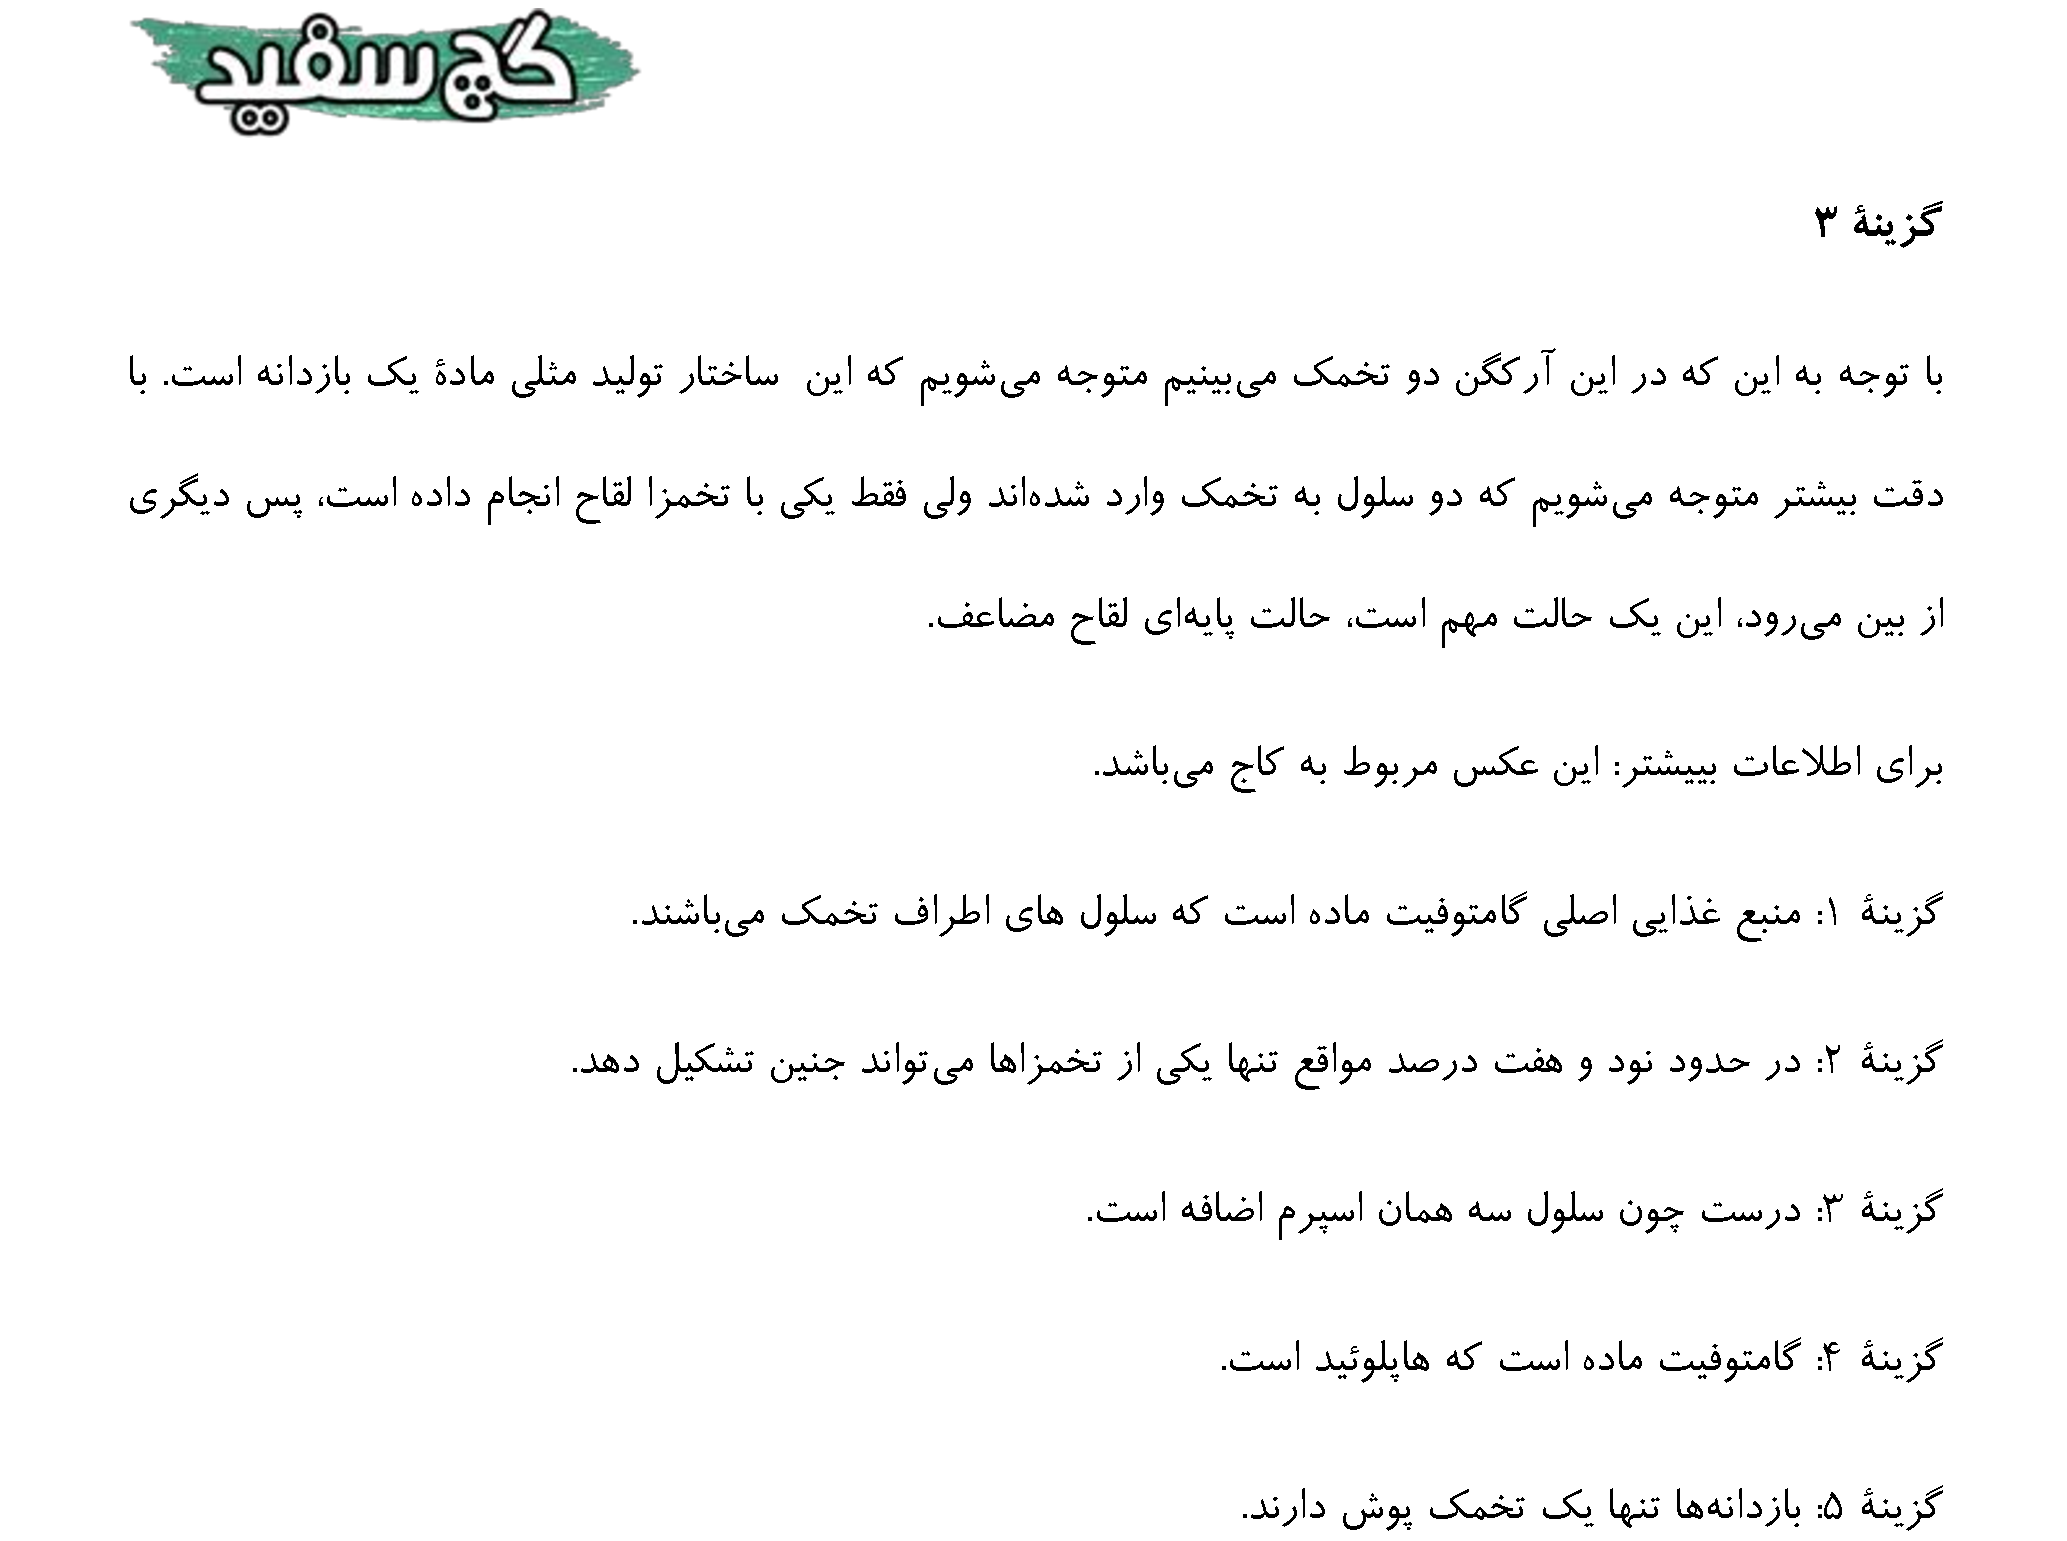 گچ سفید
گزینهٔ ۳
با توجه به این که در این آرکگن دو تخمک می‌بینیم متوجه می‌شویم که این ساختار تولید مثلی مادهٔ یک بازدانه است. با
دقت بیشتر متوجه می‌شویم که دو سلول به تخمک وارد شده‌اند ولی فقط یکی با تخمزا لقاح انجام داده است، پس دیگری
از بین می‌رود، این یک حالت مهم است، حالت پایه‌ای لقاح مضاعف.
برای اطلاعات بییشتر: این عکس مربوط به کاج می‌باشد.
گزینهٔ ۱: منبع غذایی اصلی گامتوفیت ماده است که سلول های اطراف تخمک می‌باشند.
گزینهٔ ۲: در حدود نود و هفت درصد مواقع تنها یکی از تخمزاها می‌تواند جنین تشکیل دهد.
گزینهٔ ۳: درست چون سلول سه همان اسپرم اضافه است.
گزینهٔ ۴: گامتوفیت ماده است که هاپلوئید است.
گزینهٔ ۵: بازدانه‌ها تنها یک تخمک پوش دارند.